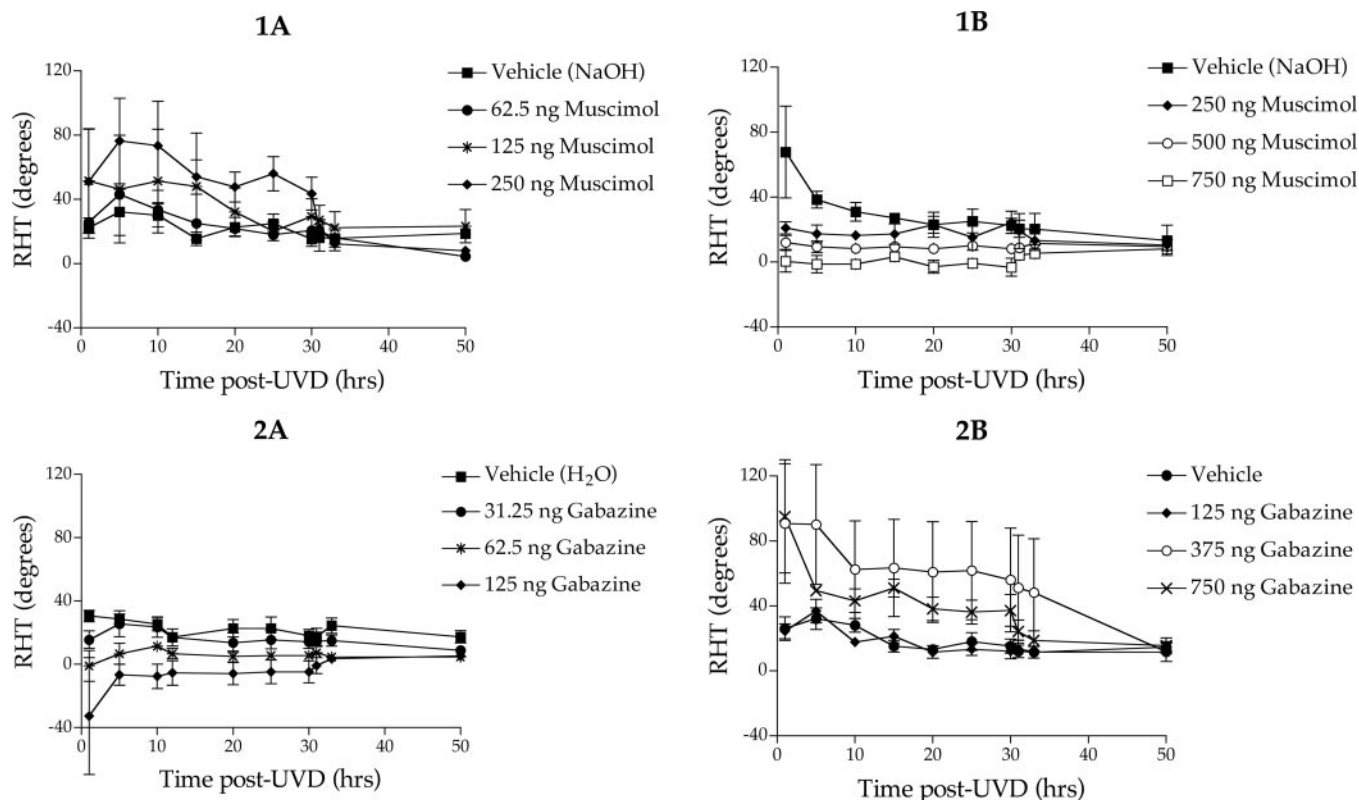 1A
Vehicle (NaOH)
62.5 ng Muscimol
125 ng Muscimol
250 ng Muscimol
RHT (degrees)
120
80
40
0
-40
0
10
20
30
40
50
Time post-UVD (hrs)
1B
Vehicle (NaOH)
250 ng Muscimol
500 ng Muscimol
750 ng Muscimol
RHT (degrees)
120
80
40
0
-40
0
10
20
30
40
50
Time post-UVD (hrs)
2A
Vehicle (H₂O)
31.25 ng Gabazine
62.5 ng Gabazine
125 ng Gabazine
RHT (degrees)
120
80
40
0
-40
0
10
20
30
40
50
Time post-UVD (hrs)
2B
Vehicle
125 ng Gabazine
375 ng Gabazine
750 ng Gabazine
RHT (degrees)
120
80
40
0
-40
0
10
20
30
40
50
Time post-UVD (hrs)